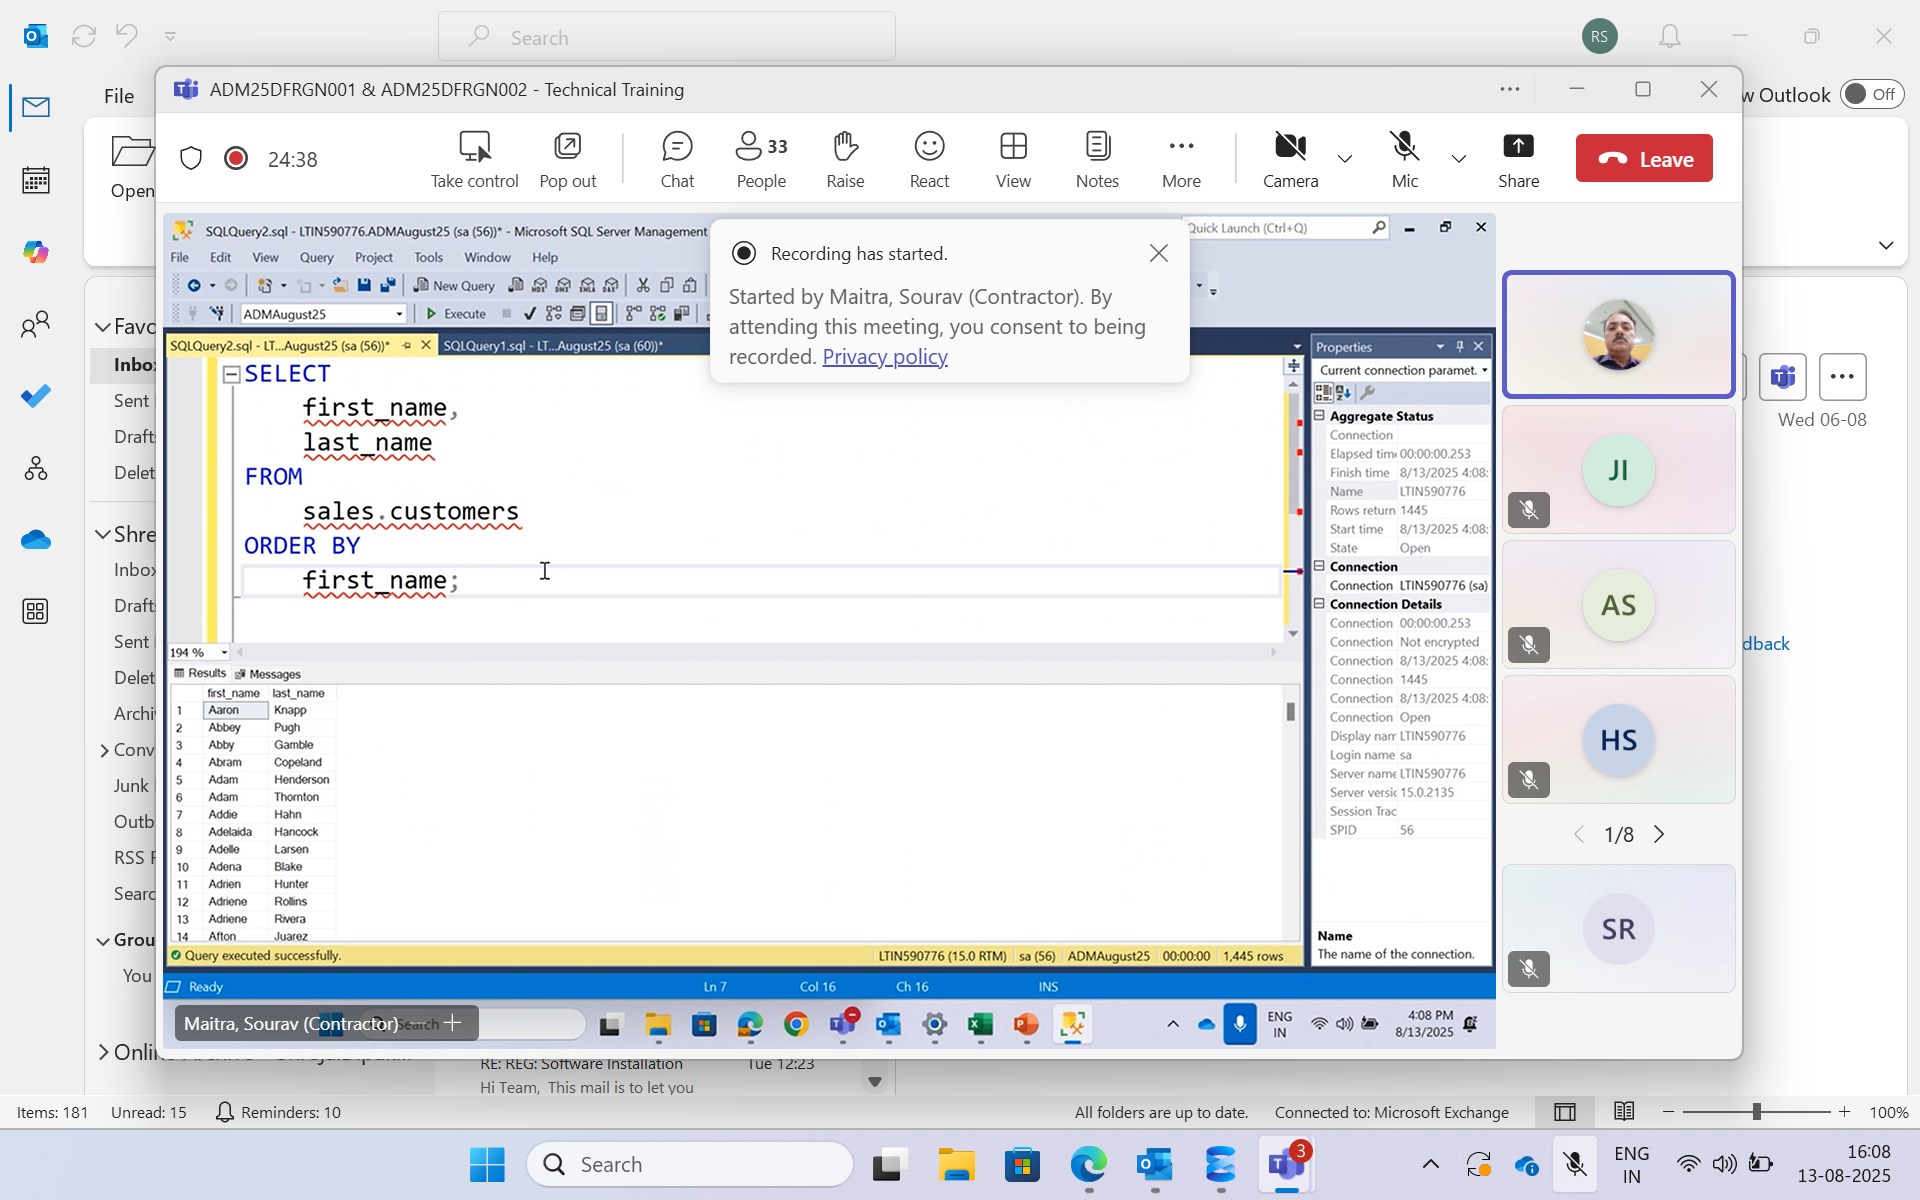 Search
RS
File
w Outlook
Off
Open
ADM25DFRGN001 & ADM25DFRGN002 - Technical Training
24:38
Take control
Pop out
Chat
33
People
Raise
React
View
Notes
More
Camera
Mic
Share
Leave
SQLQuery2.sql - LTIN590776.ADMAugust25 (sa (56))* - Microsoft SQL Server Management
Quick Launch (Ctrl+Q)
File Edit View Query Project Tools Window Help
New Query
ADMAugust25
Execute
SQLQuery2.sql - LT...August25 (sa (56))*
SQLQuery1.sql - LT...August25 (sa (60))*
Recording has started.
Started by Maitra, Sourav (Contractor). By
attending this meeting, you consent to being
recorded. Privacy policy
SELECT
first_name,
last_name
FROM
sales.customers
ORDER BY
first_name;
194 %
Results Messages
first_name last_name
1 Aaron Knapp
2 Abbey Pugh
3 Abby Gamble
4 Abram Copeland
5 Adam Henderson
6 Adam Thornton
7 Addie Hahn
8 Adelaida Hancock
9 Adelle Larsen
10 Adena Blake
11 Adrien Hunter
12 Adriene Rollins
13 Adriene Rivera
14 Afton Juarez
Query executed successfully.
LTIN590776 (15.0 RTM) sa (56) ADMAugust25 00:00:00 1,445 rows
Properties
Current connection paramet.
Aggregate Status
Connection
Elapsed tim 00:00:00.253
Finish time 8/13/2025 4:08:
Name LTIN590776
Rows return 1445
Start time 8/13/2025 4:08:
State Open
Connection
Connection LTIN590776 (sa)
Connection Details
Connection 00:00:00.253
Connection Not encrypted
Connection 8/13/2025 4:08:
Connection 1445
Connection 8/13/2025 4:08:
Connection Open
Display nam LTIN590776
Login name sa
Server name LTIN590776
Server versi 15.0.2135
Session Trac
SPID 56
Name
The name of the connection.
Ready
Ln 7
Col 16
Ch 16
INS
Maitra, Sourav (Contractor)
Search
ENG
IN
4:08 PM
8/13/2025
JI
AS
HS
1/8
SR
Favo
Inbo
Sent
Draft
Delet
Shre
Inbo
Draft
Sent
Delet
Archi
Conv
Junk
Outb
RSS F
Searc
Grou
You
Onlin
Wed 06-08
dback
RE: REG: Software Installation
Tue 12:23
Hi Team, This mail is to let you
Items: 181
Unread: 15
Reminders: 10
All folders are up to date.
Connected to: Microsoft Exchange
100%
Search
3
ENG
IN
16:08
13-08-2025